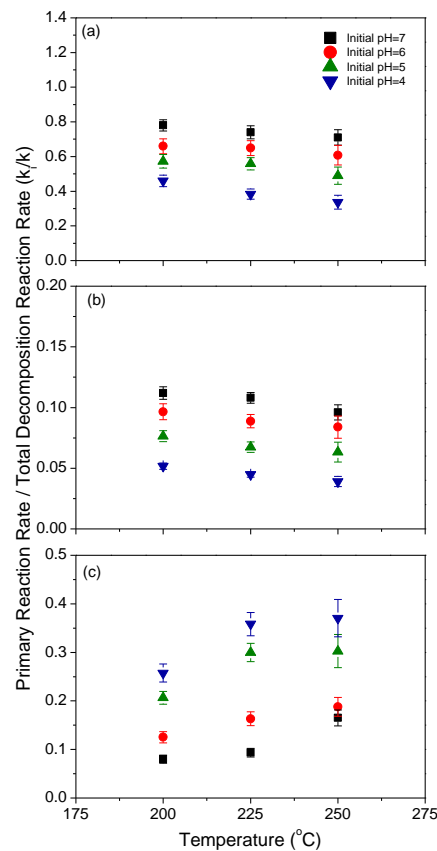 Primary Reaction Rate / Total Decomposition Reaction Rate (kᵢ/k)
(a)
Initial pH=7
Initial pH=6
Initial pH=5
Initial pH=4
1.4
1.2
1.0
0.8
0.6
0.4
0.2
0.0
(b)
0.20
0.15
0.10
0.05
0.00
(c)
0.5
0.4
0.3
0.2
0.1
0.0
175 200 225 250 275
Temperature (°C)